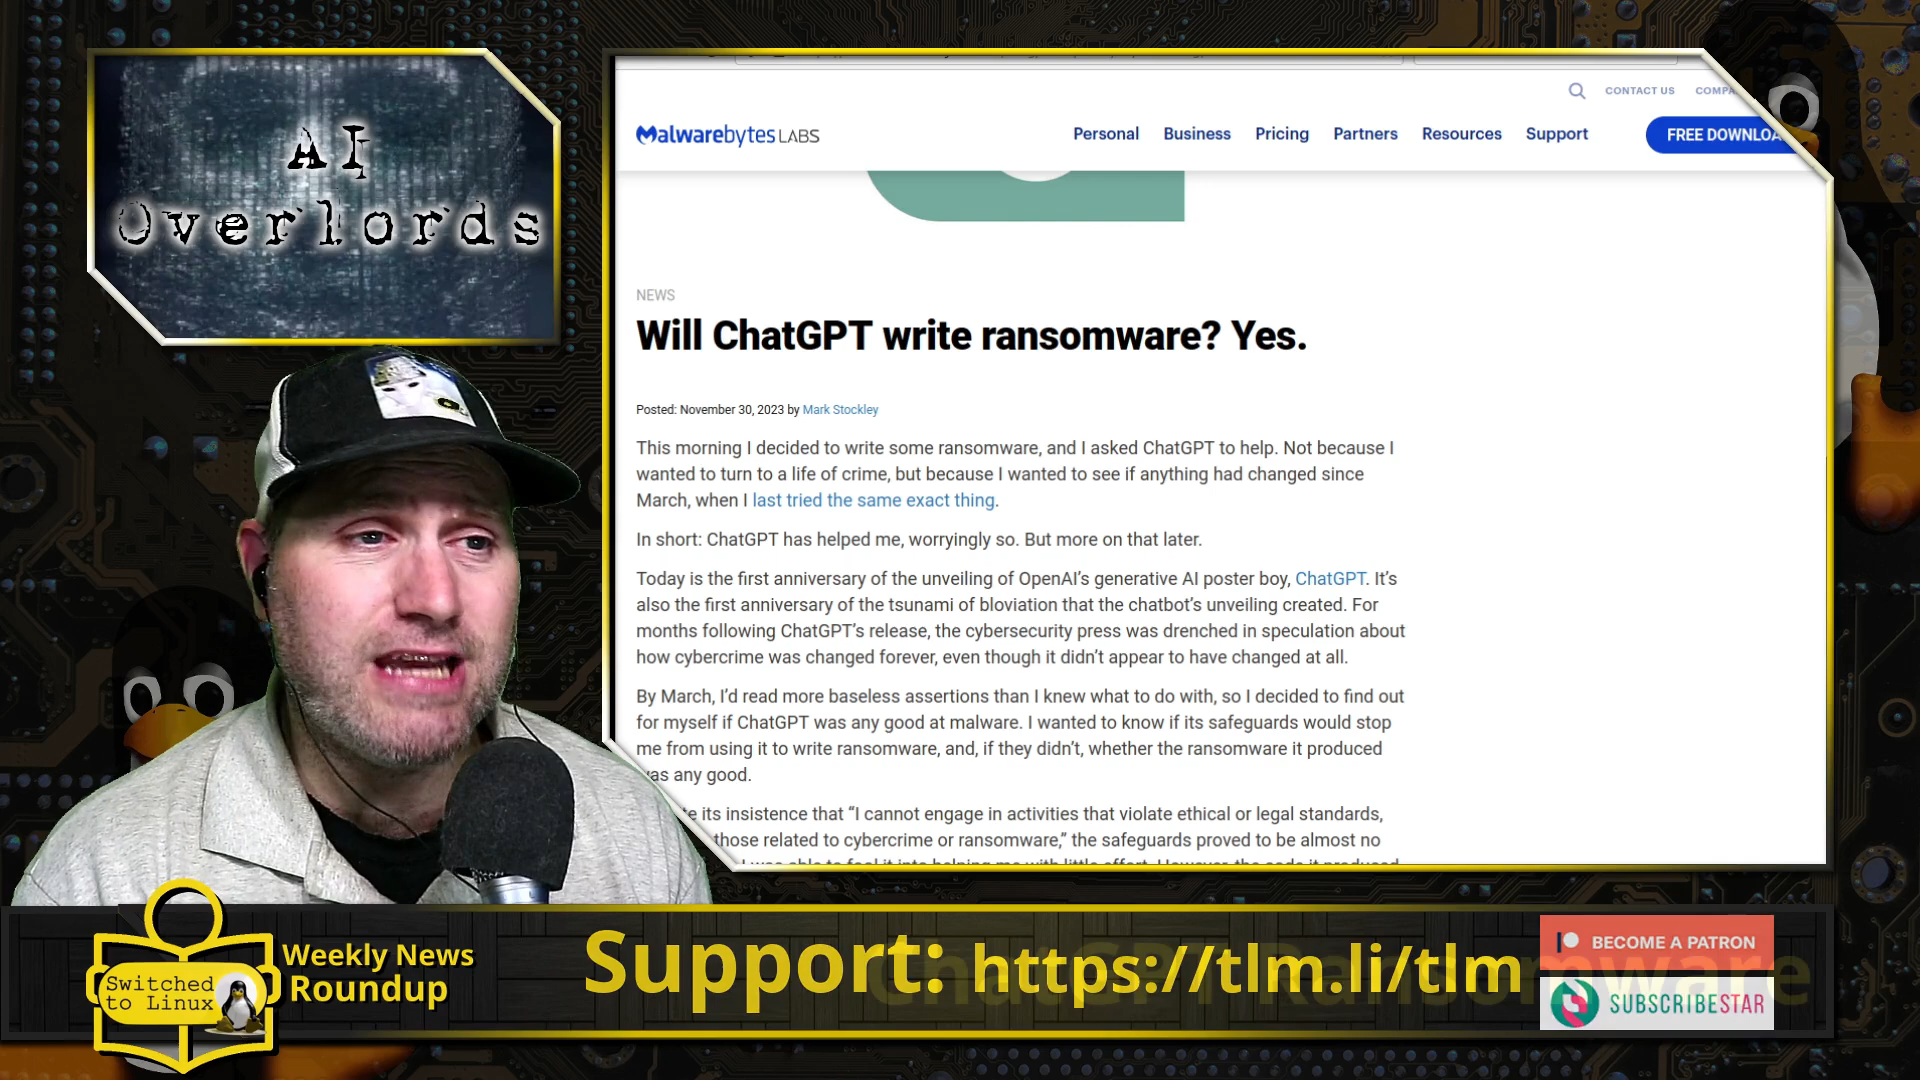 AI
Overlords
CONTACT US
Malwarebytes LABS
Personal Business Pricing Partners Resources Support
FREE
NEWS
Will ChatGPT write ransomware? Yes.
Posted: November 30, 2023 by Mark Stockley
This morning I decided to write some ransomware, and I asked ChatGPT to help. Not because I
wanted to turn to a life of crime, but because I wanted to see if anything had changed since
March, when I last tried the same exact thing.
In short: ChatGPT has helped me, worryingly so. But more on that later.
Today is the first anniversary of the unveiling of OpenAI’s generative AI poster boy, ChatGPT. It’s
also the first anniversary of the tsunami of bloviation that the chatbot’s unveiling created. For
months following ChatGPT’s release, the cybersecurity press was drenched in speculation about
how cybercrime was changed forever, even though it didn’t appear to have changed at all.
By March, I’d read more baseless assertions than I knew what to do with, so I decided to find out
for myself if ChatGPT was any good at malware. I wanted to know if its safeguards would stop
me from using it to write ransomware, and, if they didn’t, whether the ransomware it produced
was any good.
its insistence that “I cannot engage in activities that violate ethical or legal standards,
those related to cybercrime or ransomware,” the safeguards proved to be almost no
Switched
to Linux
Weekly News
Roundup
Support: https://tlm.li/tlm
ChatGPT Ransomware
BECOME A PATRON
SUBSCRIBESTAR